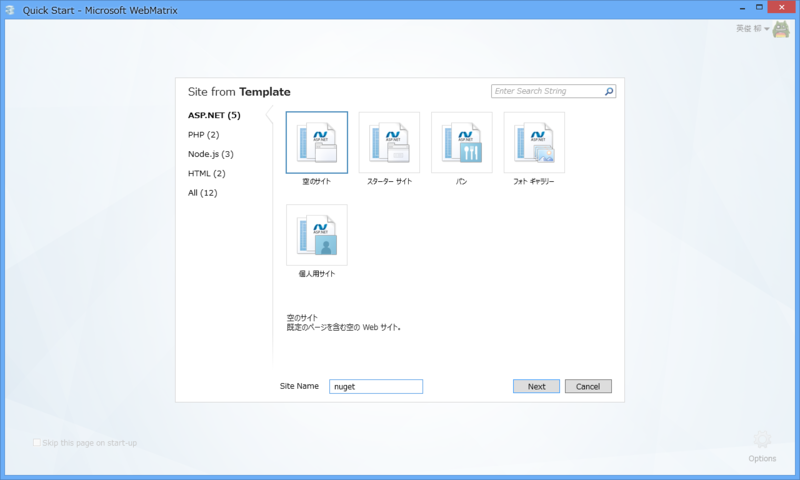 Quick Start - Microsoft WebMatrix
英俊 柳
Site from Template
Enter Search String
ASP.NET (5)
PHP (2)
Node.js (3)
HTML (2)
All (12)
ASP.NET
ASP.NET
ASP.NET
ASP.NET
空のサイト
スターター サイト
パン
フォト ギャラリー
ASP.NET
個人用サイト
空のサイト
既定のページを含む空の Web サイト。
Site Name
nuget
Next
Cancel
Skip this page on start-up
Options